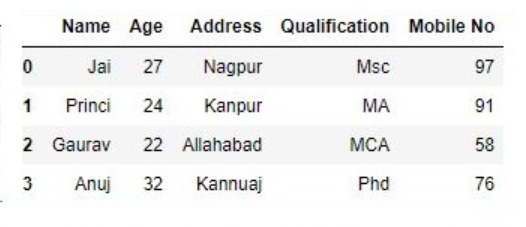 Name Age Address Qualification Mobile No
0 Jai 27 Nagpur Msc 97
1 Princi 24 Kanpur MA 91
2 Gaurav 22 Allahabad MCA 58
3 Anuj 32 Kannuaj Phd 76